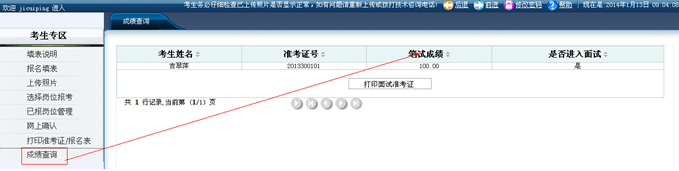 欢迎 jicuiping 进入
考生务必仔细检查已上传照片是否显示正常，如有问题请重新上传或拨打技术咨询电话!
后退 前进 修改密码 帮助 | 现在是:2014年1月13日 09:04:06
考生专区
填表说明
报名填表
上传照片
选择岗位报考
已报岗位管理
网上确认
打印准考证/报名表
成绩查询
成绩查询
考生姓名 准考证号 笔试成绩 是否进入面试
吉翠萍 2013300101 100.00 是
打印面试准考证
共 1 行记录,当前第 (1/1) 页